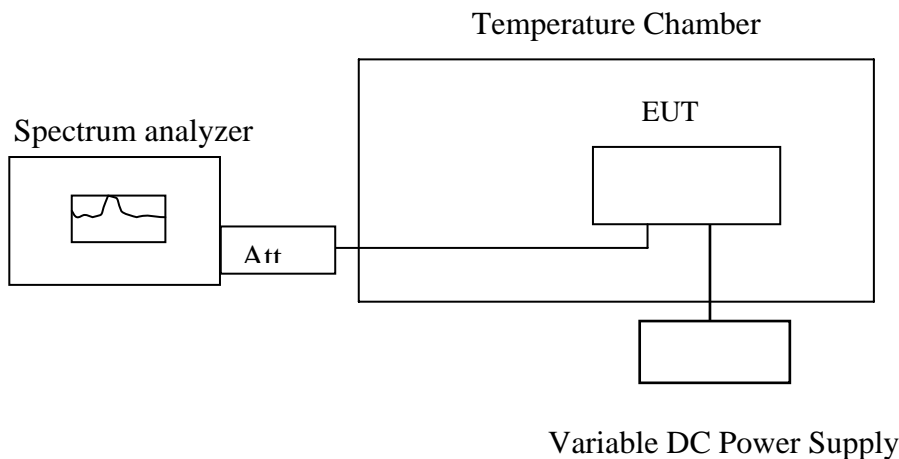 Temperature Chamber
EUT
Spectrum analyzer
Att
Variable DC Power Supply